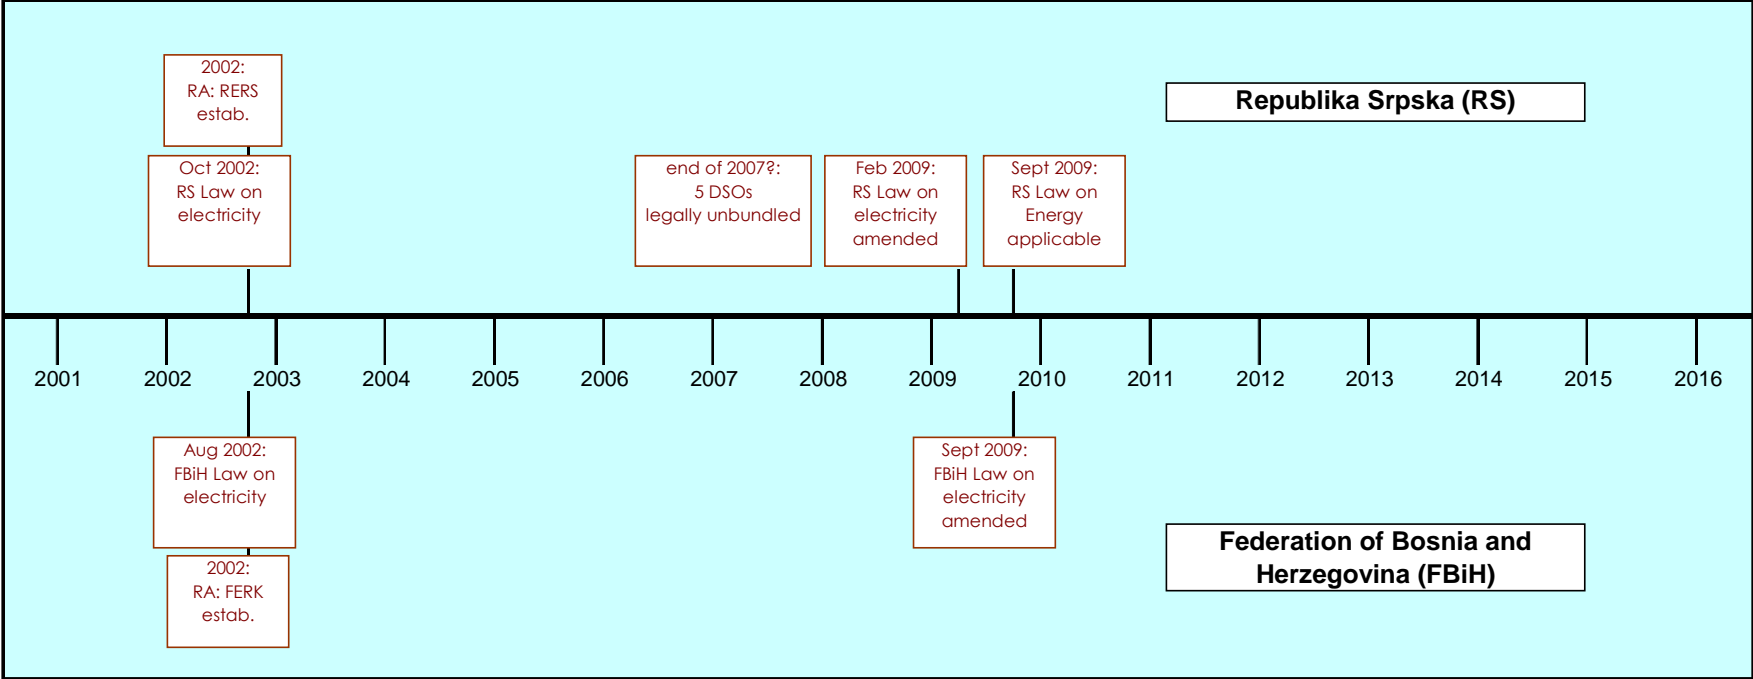 2002:
RA: RERS
estab.
Republika Srpska (RS)
Oct 2002:
RS Law on
electricity
end of 2007?:
5 DSOs
legally unbundled
Feb 2009:
RS Law on
electricity
amended
Sept 2009:
RS Law on
Energy
applicable
2001 2002 2003 2004 2005 2006 2007 2008 2009 2010 2011 2012 2013 2014 2015 2016
Aug 2002:
FBiH Law on
electricity
Sept 2009:
FBiH Law on
electricity
amended
2002:
RA: FERK
estab.
Federation of Bosnia and
Herzegovina (FBiH)